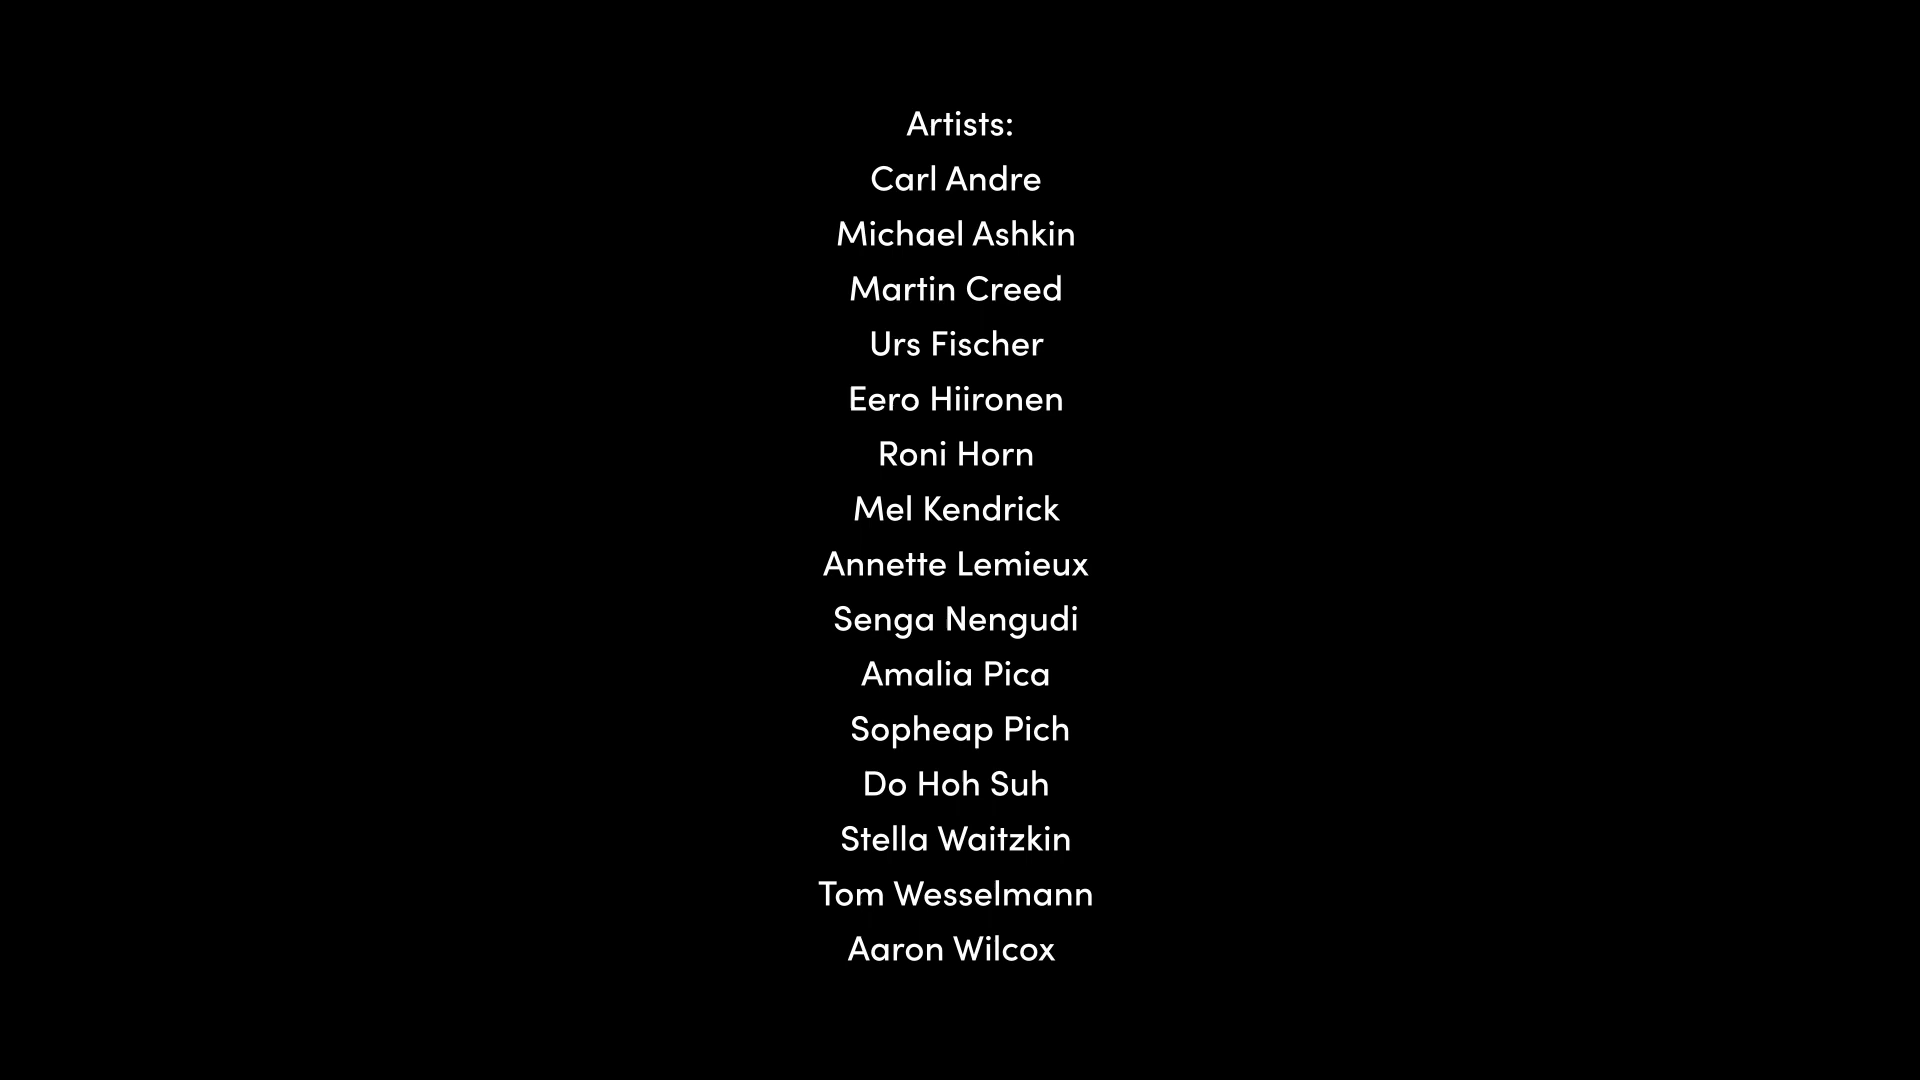 Artists:
Carl Andre
Michael Ashkin
Martin Creed
Urs Fischer
Eero Hiironen
Roni Horn
Mel Kendrick
Annette Lemieux
Senga Nengudi
Amalia Pica
Sopheap Pich
Do Hoh Suh
Stella Waitzkin
Tom Wesselmann
Aaron Wilcox